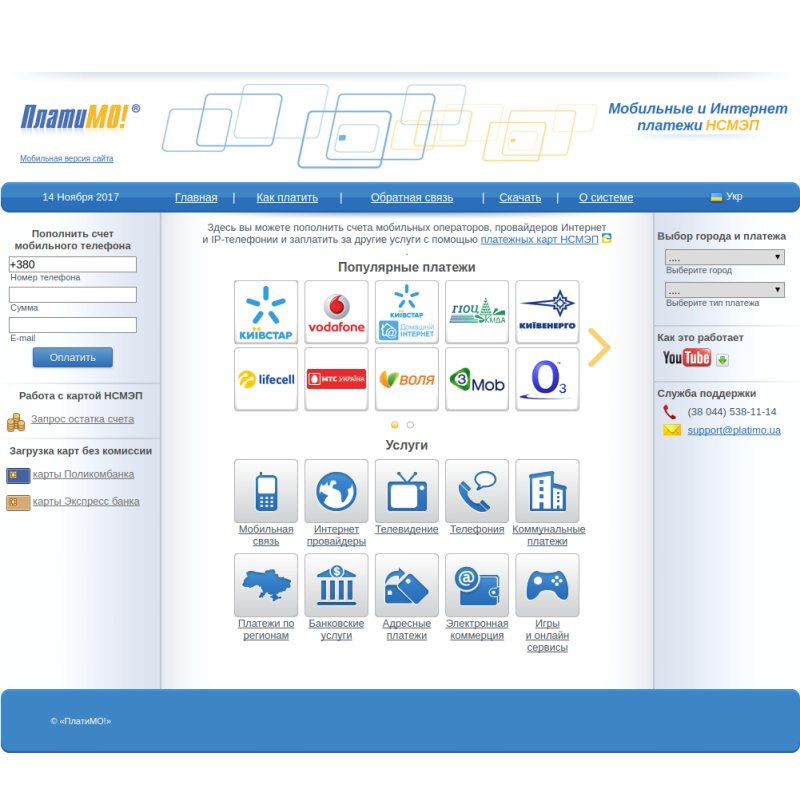 ПлатиМО!®
Мобильная версия сайта
Мобильные и Интернет
платежи НСМЭП
14 Ноября 2017
Главная | Как платить | Обратная связь | Скачать | О системе
Укр
Пополнить счет
мобильного телефона
+380
Номер телефона
Сумма
E-mail
Оплатить
Работа с картой НСМЭП
Запрос остатка счета
Загрузка карт без комиссии
карты Поликомбанка
карты Экспресс банка
Здесь вы можете пополнить счета мобильных операторов, провайдеров Интернет
и IP-телефонии и заплатить за другие услуги с помощью платежных карт НСМЭП
.
Популярные платежи
КИЇВСТАР
vodafone
КИЇВСТАР
Домашній
ІНТЕРНЕТ
ГІОЦ
КМДА
КИЇВЕНЕРГО
lifecell
МТС УКРАЇНА
ВОЛЯ
3Mob
O3
Услуги
Мобильная
связь
Интернет
провайдеры
Телевидение
Телефония
Коммунальные
платежи
Платежи по
регионам
Банковские
услуги
Адресные
платежи
Электронная
коммерция
Игры
и онлайн
сервисы
Выбор города и платежа
....
Выберите город
....
Выберите тип платежа
Как это работает
YouTube
Служба поддержки
(38 044) 538-11-14
support@platimo.ua
© «ПлатиМО!»